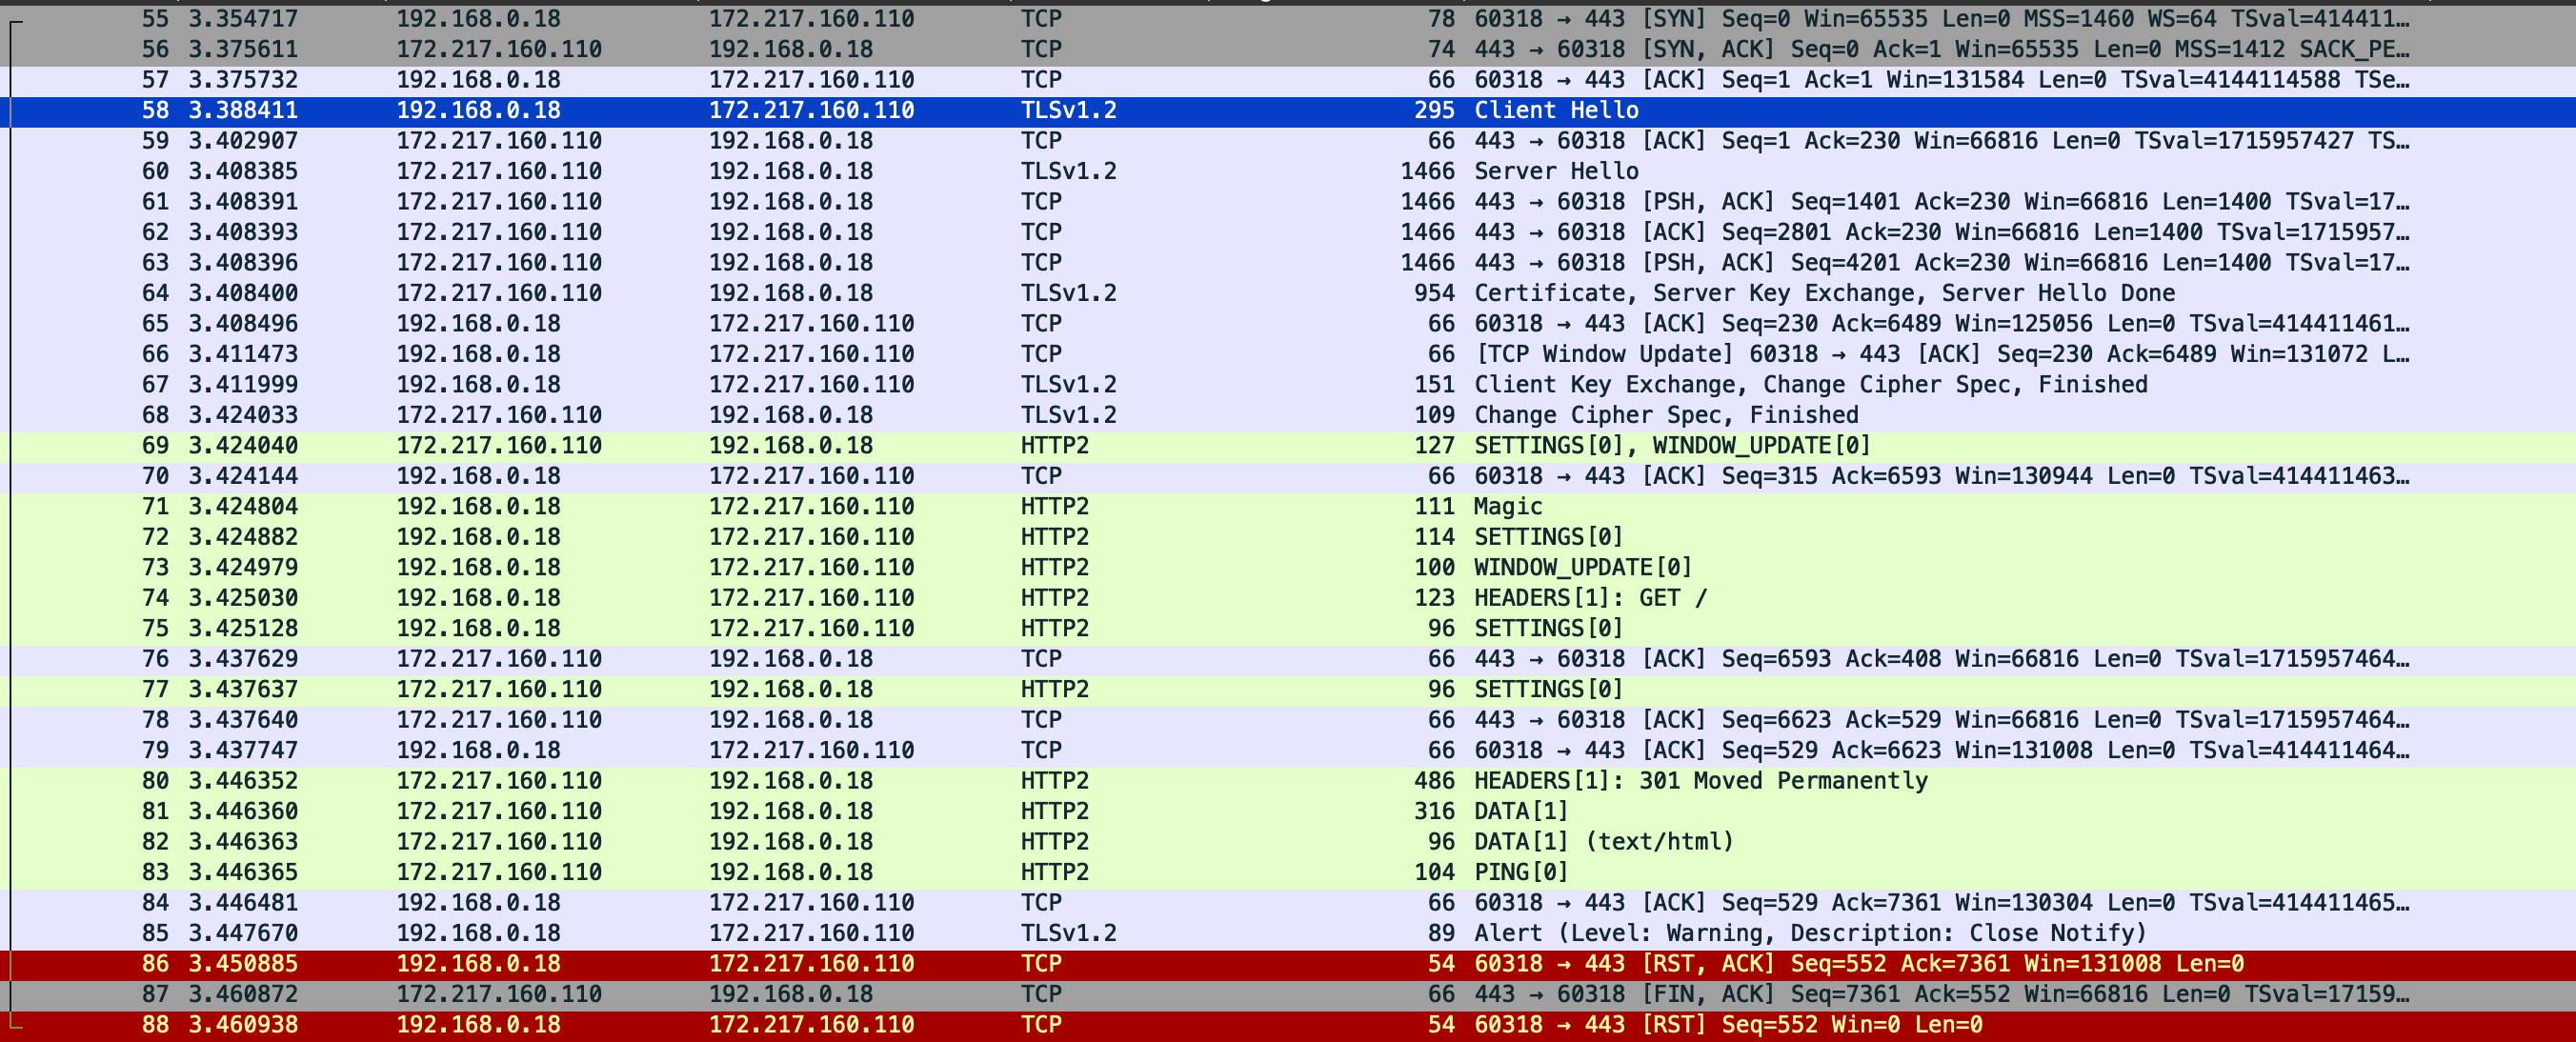 55 3.354717 192.168.0.18 172.217.160.110 TCP 78 60318 → 443 [SYN] Seq=0 Win=65535 Len=0 MSS=1460 WS=64 TSval=414411…
56 3.375611 172.217.160.110 192.168.0.18 TCP 74 443 → 60318 [SYN, ACK] Seq=0 Ack=1 Win=65535 Len=0 MSS=1412 SACK_PE…
57 3.375732 192.168.0.18 172.217.160.110 TCP 66 60318 → 443 [ACK] Seq=1 Ack=1 Win=131584 Len=0 TSval=4144114588 TSe…
58 3.388411 192.168.0.18 172.217.160.110 TLSv1.2 295 Client Hello
59 3.402907 172.217.160.110 192.168.0.18 TCP 66 443 → 60318 [ACK] Seq=1 Ack=230 Win=66816 Len=0 TSval=1715957427 TS…
60 3.408385 172.217.160.110 192.168.0.18 TLSv1.2 1466 Server Hello
61 3.408391 172.217.160.110 192.168.0.18 TCP 1466 443 → 60318 [PSH, ACK] Seq=1401 Ack=230 Win=66816 Len=1400 TSval=17…
62 3.408393 172.217.160.110 192.168.0.18 TCP 1466 443 → 60318 [ACK] Seq=2801 Ack=230 Win=66816 Len=1400 TSval=1715957…
63 3.408396 172.217.160.110 192.168.0.18 TCP 1466 443 → 60318 [PSH, ACK] Seq=4201 Ack=230 Win=66816 Len=1400 TSval=17…
64 3.408400 172.217.160.110 192.168.0.18 TLSv1.2 954 Certificate, Server Key Exchange, Server Hello Done
65 3.408496 192.168.0.18 172.217.160.110 TCP 66 60318 → 443 [ACK] Seq=230 Ack=6489 Win=125056 Len=0 TSval=414411461…
66 3.411473 192.168.0.18 172.217.160.110 TCP 66 [TCP Window Update] 60318 → 443 [ACK] Seq=230 Ack=6489 Win=131072 L…
67 3.411999 192.168.0.18 172.217.160.110 TLSv1.2 151 Client Key Exchange, Change Cipher Spec, Finished
68 3.424033 172.217.160.110 192.168.0.18 TLSv1.2 109 Change Cipher Spec, Finished
69 3.424040 172.217.160.110 192.168.0.18 HTTP2 127 SETTINGS[0], WINDOW_UPDATE[0]
70 3.424144 192.168.0.18 172.217.160.110 TCP 66 60318 → 443 [ACK] Seq=315 Ack=6593 Win=130944 Len=0 TSval=414411463…
71 3.424804 192.168.0.18 172.217.160.110 HTTP2 111 Magic
72 3.424882 192.168.0.18 172.217.160.110 HTTP2 114 SETTINGS[0]
73 3.424979 192.168.0.18 172.217.160.110 HTTP2 100 WINDOW_UPDATE[0]
74 3.425030 192.168.0.18 172.217.160.110 HTTP2 123 HEADERS[1]: GET /
75 3.425128 192.168.0.18 172.217.160.110 HTTP2 96 SETTINGS[0]
76 3.437629 172.217.160.110 192.168.0.18 TCP 66 443 → 60318 [ACK] Seq=6593 Ack=408 Win=66816 Len=0 TSval=1715957464…
77 3.437637 172.217.160.110 192.168.0.18 HTTP2 96 SETTINGS[0]
78 3.437640 172.217.160.110 192.168.0.18 TCP 66 443 → 60318 [ACK] Seq=6623 Ack=529 Win=66816 Len=0 TSval=1715957464…
79 3.437747 192.168.0.18 172.217.160.110 TCP 66 60318 → 443 [ACK] Seq=529 Ack=6623 Win=131008 Len=0 TSval=414411464…
80 3.446352 172.217.160.110 192.168.0.18 HTTP2 486 HEADERS[1]: 301 Moved Permanently
81 3.446360 172.217.160.110 192.168.0.18 HTTP2 316 DATA[1]
82 3.446363 172.217.160.110 192.168.0.18 HTTP2 96 DATA[1] (text/html)
83 3.446365 172.217.160.110 192.168.0.18 HTTP2 104 PING[0]
84 3.446481 192.168.0.18 172.217.160.110 TCP 66 60318 → 443 [ACK] Seq=529 Ack=7361 Win=130304 Len=0 TSval=414411465…
85 3.447670 192.168.0.18 172.217.160.110 TLSv1.2 89 Alert (Level: Warning, Description: Close Notify)
86 3.450885 192.168.0.18 172.217.160.110 TCP 54 60318 → 443 [RST, ACK] Seq=552 Ack=7361 Win=131008 Len=0
87 3.460872 172.217.160.110 192.168.0.18 TCP 66 443 → 60318 [FIN, ACK] Seq=7361 Ack=552 Win=66816 Len=0 TSval=17159…
88 3.460938 192.168.0.18 172.217.160.110 TCP 54 60318 → 443 [RST] Seq=552 Win=0 Len=0